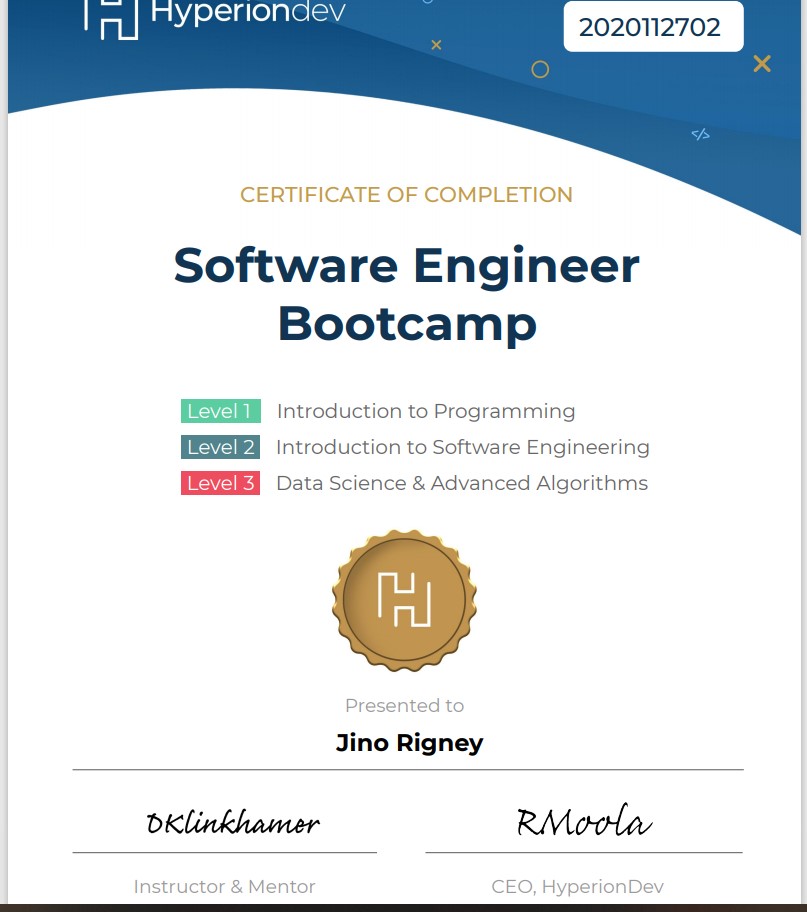 Hyperiondev
2020112702
</>
CERTIFICATE OF COMPLETION
Software Engineer
Bootcamp
Level 1 Introduction to Programming
Level 2 Introduction to Software Engineering
Level 3 Data Science & Advanced Algorithms
Presented to
Jino Rigney
DKlinkhamer RMoola
Instructor & Mentor CEO, HyperionDev